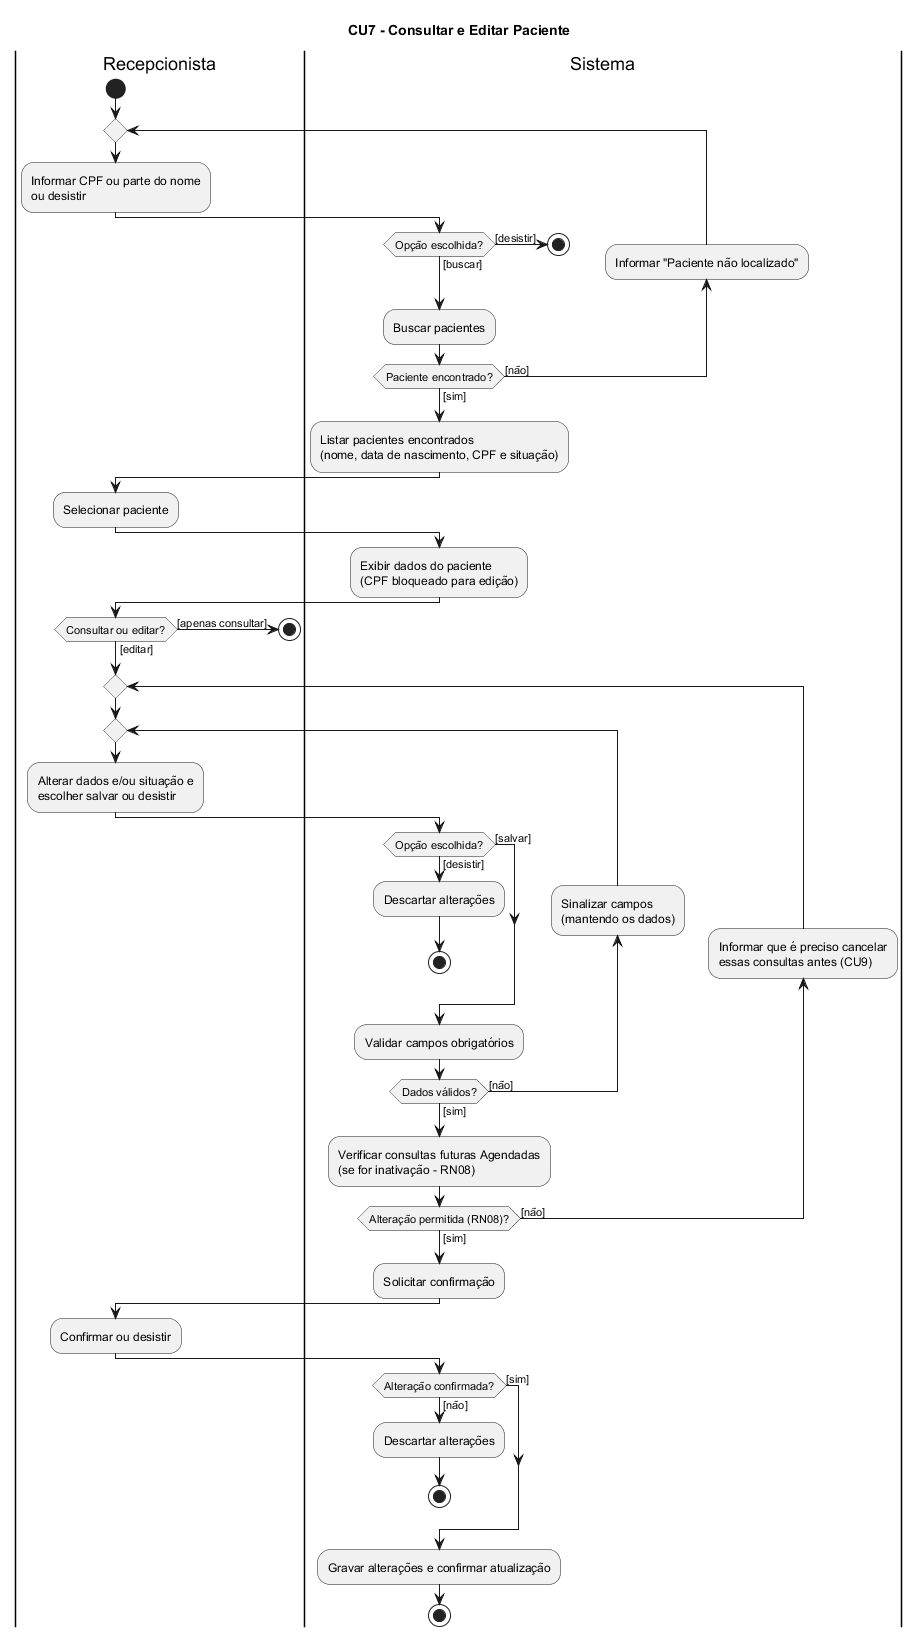 CU7 - Consultar e Editar Paciente
Recepcionista
Sistema
Informar CPF ou parte do nome
ou desistir
Opção escolhida?
[desistir]
[buscar]
Informar "Paciente não localizado"
Buscar pacientes
Paciente encontrado?
[não]
[sim]
Listar pacientes encontrados
(nome, data de nascimento, CPF e situação)
Selecionar paciente
Exibir dados do paciente
(CPF bloqueado para edição)
Consultar ou editar?
[apenas consultar]
[editar]
Alterar dados e/ou situação e
escolher salvar ou desistir
Opção escolhida?
[salvar]
[desistir]
Descartar alterações
Sinalizar campos
(mantendo os dados)
Informar que é preciso cancelar
essas consultas antes (CU9)
Validar campos obrigatórios
Dados válidos?
[não]
[sim]
Verificar consultas futuras Agendadas
(se for inativação - RN08)
Alteração permitida (RN08)?
[não]
[sim]
Solicitar confirmação
Confirmar ou desistir
Alteração confirmada?
[sim]
[não]
Descartar alterações
Gravar alterações e confirmar atualização